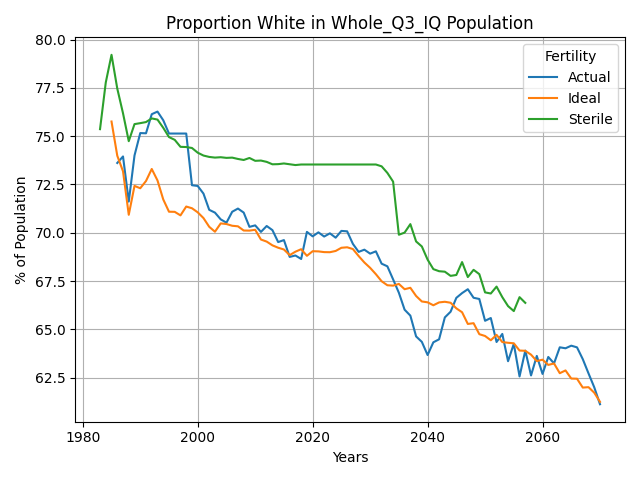 Proportion White in Whole_Q3_IQ Population
% of Population
80.0
77.5
75.0
72.5
70.0
67.5
65.0
62.5
Fertility
Actual
Ideal
Sterile
1980
2000
2020
2040
2060
Years